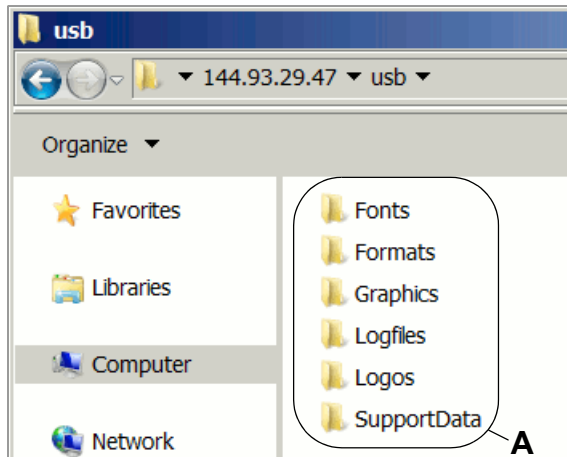 usb
144.93.29.47 usb
Organize
Favorites
Libraries
Computer
Network
Fonts
Formats
Graphics
Logfiles
Logos
SupportData
A